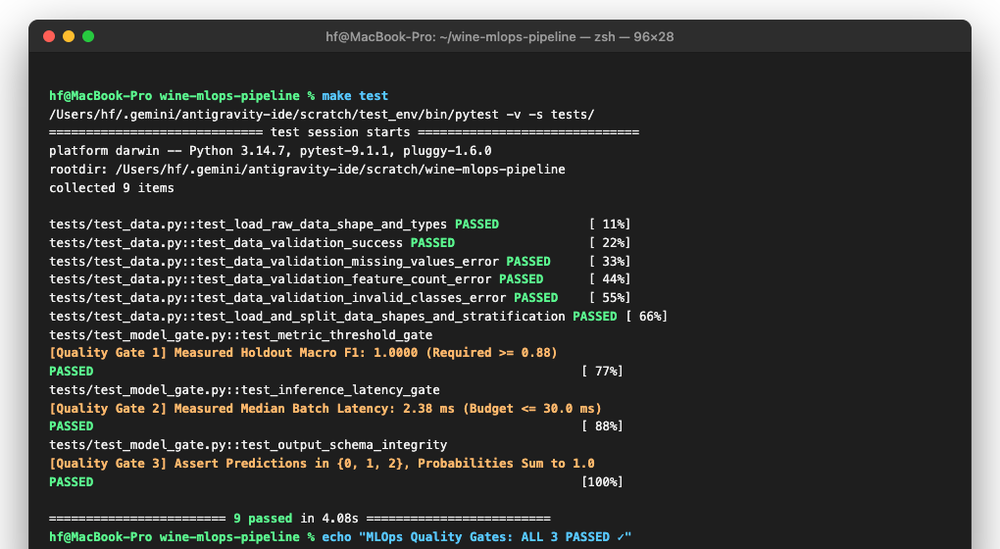 hf@MacBook-Pro: ~/wine-mlops-pipeline — zsh — 96×28
hf@MacBook-Pro wine-mlops-pipeline % make test
/Users/hf/.gemini/antigravity-ide/scratch/test_env/bin/pytest -v -s tests/
============================= test session starts ==============================
platform darwin -- Python 3.14.7, pytest-9.1.1, pluggy-1.6.0
rootdir: /Users/hf/.gemini/antigravity-ide/scratch/wine-mlops-pipeline
collected 9 items
tests/test_data.py::test_load_raw_data_shape_and_types PASSED [ 11%]
tests/test_data.py::test_data_validation_success PASSED [ 22%]
tests/test_data.py::test_data_validation_missing_values_error PASSED [ 33%]
tests/test_data.py::test_data_validation_feature_count_error PASSED [ 44%]
tests/test_data.py::test_data_validation_invalid_classes_error PASSED [ 55%]
tests/test_data.py::test_load_and_split_data_shapes_and_stratification PASSED [ 66%]
tests/test_model_gate.py::test_metric_threshold_gate
[Quality Gate 1] Measured Holdout Macro F1: 1.0000 (Required >= 0.88)
PASSED [ 77%]
tests/test_model_gate.py::test_inference_latency_gate
[Quality Gate 2] Measured Median Batch Latency: 2.38 ms (Budget <= 30.0 ms)
PASSED [ 88%]
tests/test_model_gate.py::test_output_schema_integrity
[Quality Gate 3] Assert Predictions in {0, 1, 2}, Probabilities Sum to 1.0
PASSED [100%]
======================== 9 passed in 4.08s =========================
hf@MacBook-Pro wine-mlops-pipeline % echo "MLOps Quality Gates: ALL 3 PASSED ✓"